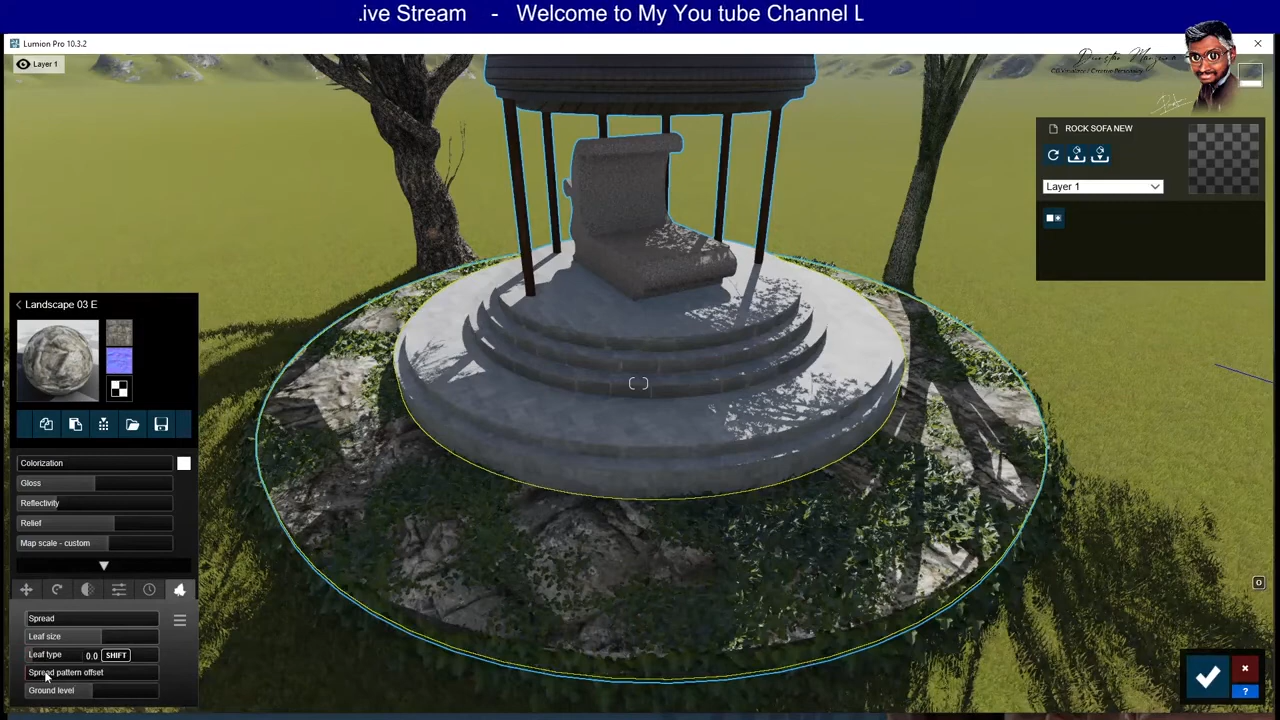 .ive Stream - Welcome to My You tube Channel L
Lumion Pro 10.3.2
Layer 1
ROCK SOFA NEW
Layer 1
Landscape 03 E
Colorization
Gloss
Reflectivity
Relief
Map scale - custom
Spread
Leaf size
Leaf type 0.0 SHIFT
Spread pattern offset
Ground level
O
?